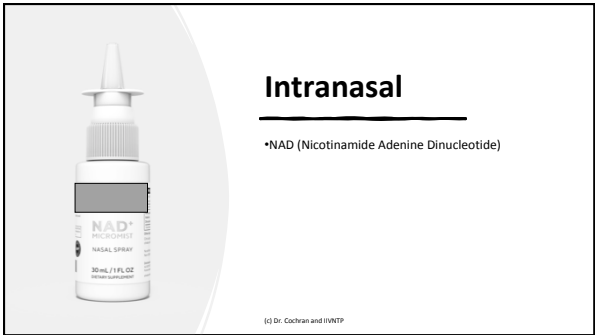 Intranasal
•NAD (Nicotinamide Adenine Dinucleotide)
NAD+
MICROMIST
NASAL SPRAY
30 mL / 1 FL OZ
DIETARY SUPPLEMENT
(c) Dr. Cochran and IIVNTP